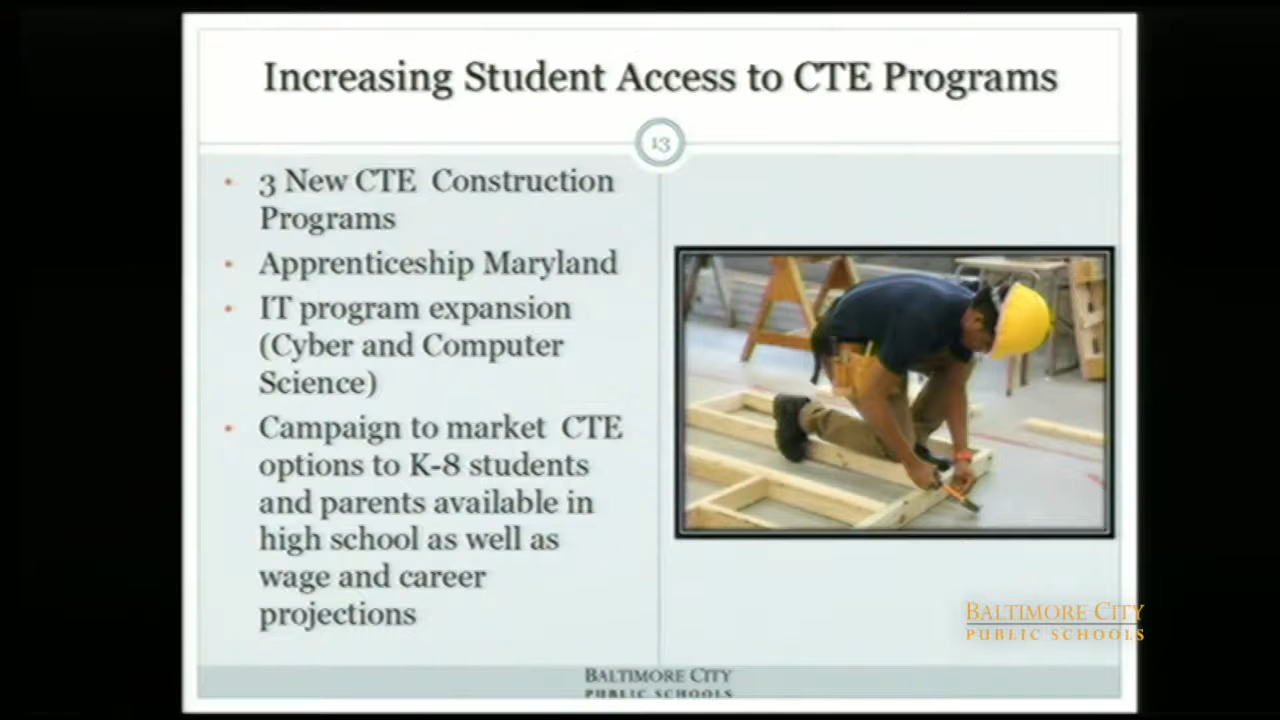 Increasing Student Access to CTE Programs
13
• 3 New CTE Construction
Programs
• Apprenticeship Maryland
• IT program expansion
(Cyber and Computer
Science)
• Campaign to market CTE
options to K-8 students
and parents available in
high school as well as
wage and career
projections
BALTIMORE CITY
PUBLIC SCHOOLS
BALTIMORE CITY
PUBLIC SCHOOLS